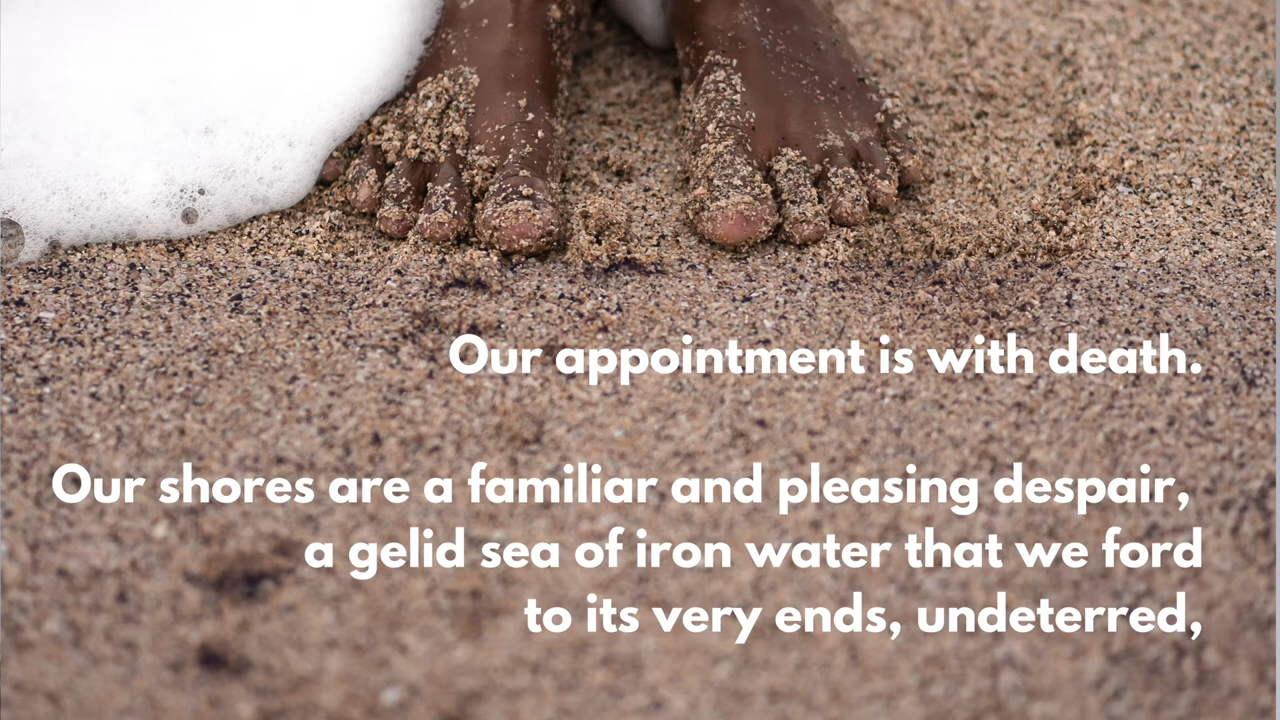 Our appointment is with death.
Our shores are a familiar and pleasing despair,
a gelid sea of iron water that we ford
to its very ends, undeterred,